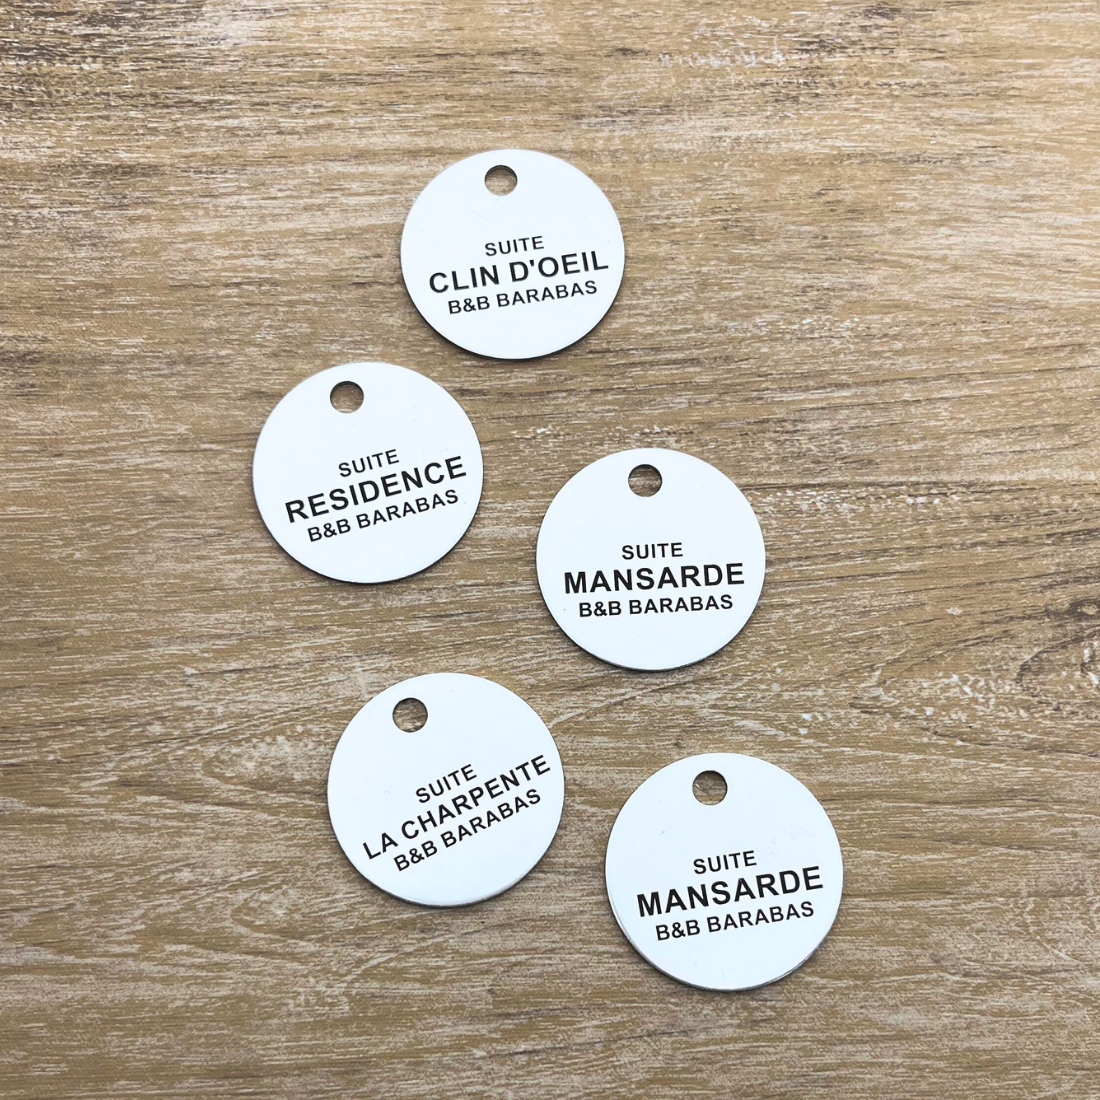 SUITE
CLIN D'OEIL
B&B BARABAS
SUITE
RESIDENCE
B&B BARABAS
SUITE
MANSARDE
B&B BARABAS
SUITE
LA CHARPENTE
B&B BARABAS
SUITE
MANSARDE
B&B BARABAS